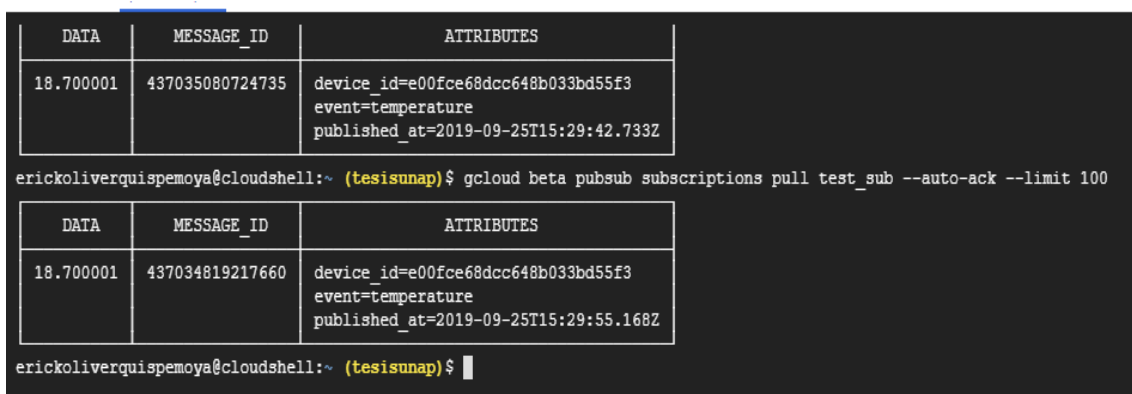 DATA MESSAGE_ID ATTRIBUTES
18.700001 437035080724735 device_id=e00fce68dcc648b033bd55f3
event=temperature
published_at=2019-09-25T15:29:42.733Z
erickoliverquispemoya@cloudshell:~ (tesisunap)$ gcloud beta pubsub subscriptions pull test_sub --auto-ack --limit 100
DATA MESSAGE_ID ATTRIBUTES
18.700001 437034819217660 device_id=e00fce68dcc648b033bd55f3
event=temperature
published_at=2019-09-25T15:29:55.168Z
erickoliverquispemoya@cloudshell:~ (tesisunap)$